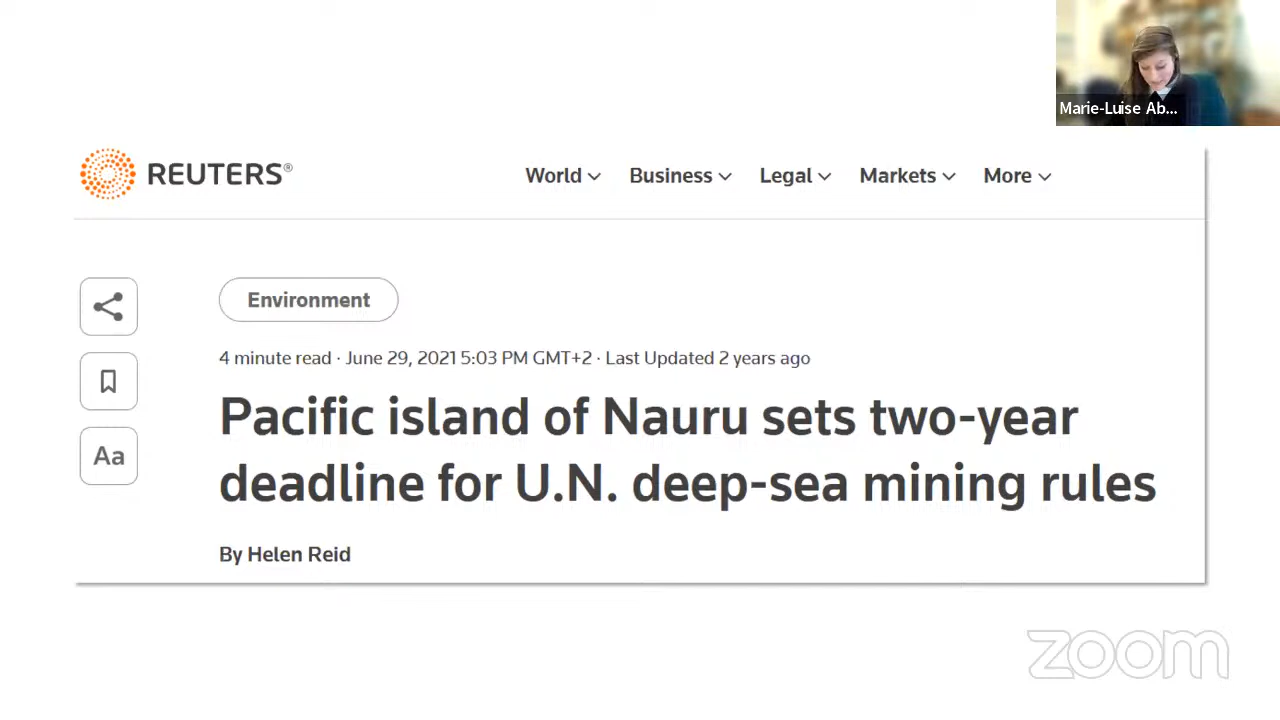 Marie-Luise Ab...
REUTERS®
World Business Legal Markets More
Environment
4 minute read · June 29, 2021 5:03 PM GMT+2 · Last Updated 2 years ago
Aa
Pacific island of Nauru sets two-year
deadline for U.N. deep-sea mining rules
By Helen Reid
zoom